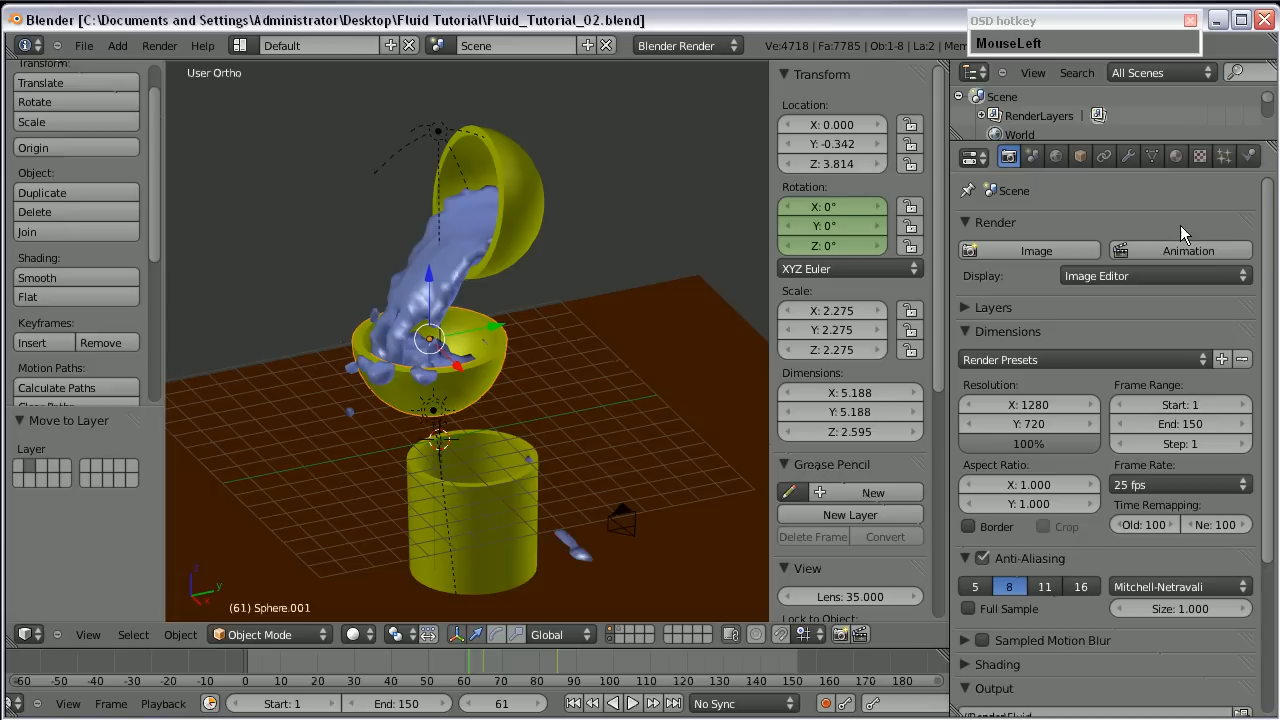 Blender [C:\Documents and Settings\Administrator\Desktop\Fluid Tutorial\Fluid_Tutorial_02.blend]
OSD hotkey
MouseLeft
File Add Render Help Default Scene Blender Render Ve:4718 | Fa:7785 | Ob:1-8 | La:2 | Mem
Transform:
Translate
Rotate
Scale
Origin
Object:
Duplicate
Delete
Join
Shading:
Smooth
Flat
Keyframes:
Insert Remove
Motion Paths:
Calculate Paths
Move to Layer
Layer
User Ortho
(61) Sphere.001
Transform
Location:
X: 0.000
Y: -0.342
Z: 3.814
Rotation:
X: 0°
Y: 0°
Z: 0°
XYZ Euler
Scale:
X: 2.275
Y: 2.275
Z: 2.275
Dimensions:
X: 5.188
Y: 5.188
Z: 2.595
Grease Pencil
New
New Layer
Delete Frame Convert
View
Lens: 35.000
Lock to Object:
View Search All Scenes
Scene
RenderLayers |
World
Scene
Render
Image Animation
Display: Image Editor
Layers
Dimensions
Render Presets
Resolution: Frame Range:
X: 1280 Start: 1
Y: 720 End: 150
100% Step: 1
Aspect Ratio: Frame Rate:
X: 1.000 25 fps
Y: 1.000 Time Remapping:
Border Crop Old: 100 Ne: 100
Anti-Aliasing
5 8 11 16 Mitchell-Netravali
Full Sample Size: 1.000
Sampled Motion Blur
Shading
Output
View Select Object Object Mode Global
-60 -50 -40 -30 -20 -10 0 10 20 30 40 50 60 70 80 90 100 110 120 130 140 150 160 170 180
View Frame Playback Start: 1 End: 150 61 No Sync